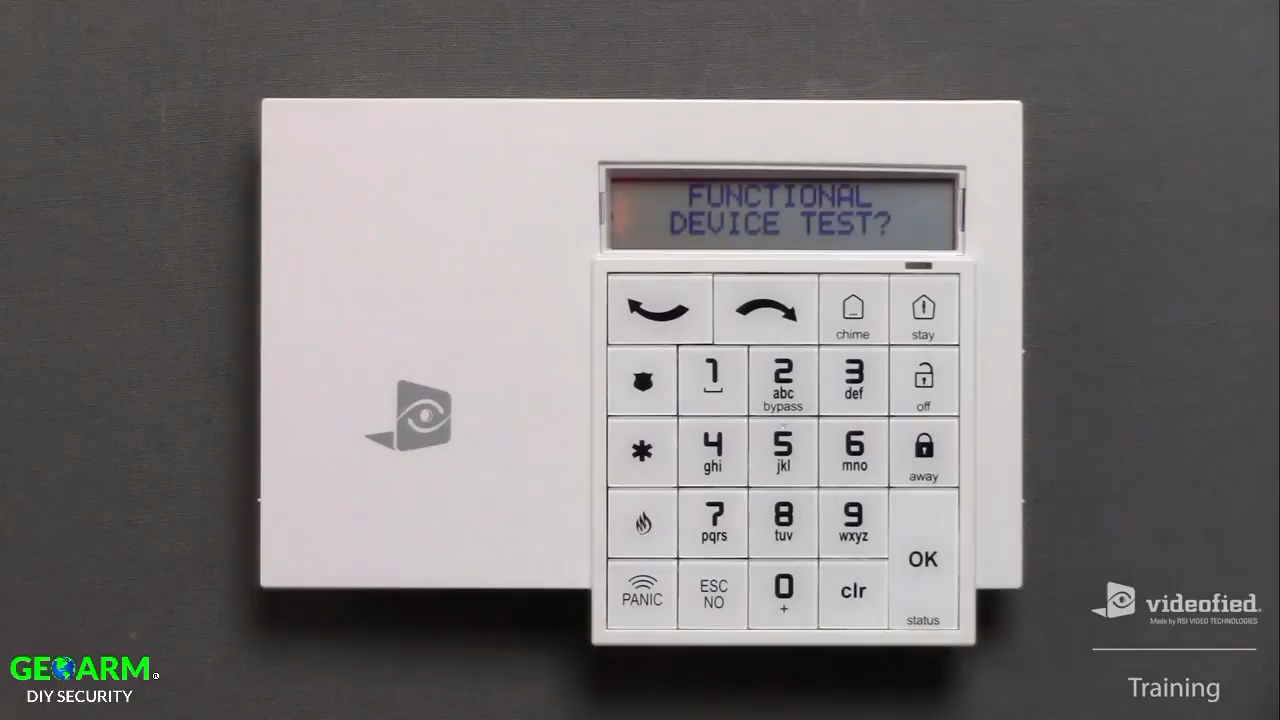 FUNCTIONAL
DEVICE TEST?
chime
stay
1
2
abc
bypass
3
def
off
4
ghi
5
jkl
6
mno
away
7
pqrs
8
tuv
9
wxyz
OK
status
PANIC
ESC
NO
0
+
clr
videofied.
Made by RSI VIDEO TECHNOLOGIES
Training
GEOARM®
DIY SECURITY